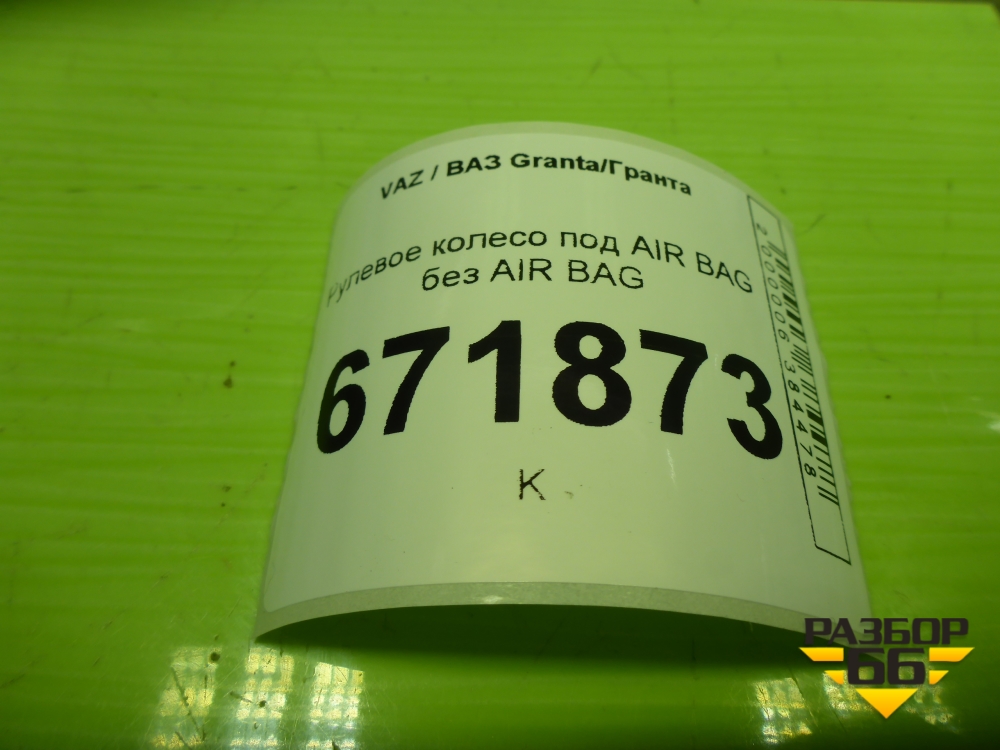 VAZ / ВАЗ Granta/Гранта
Рулевое колесо под AIR BAG
без AIR BAG
671873
K
2000006384478
РАЗБОР
66